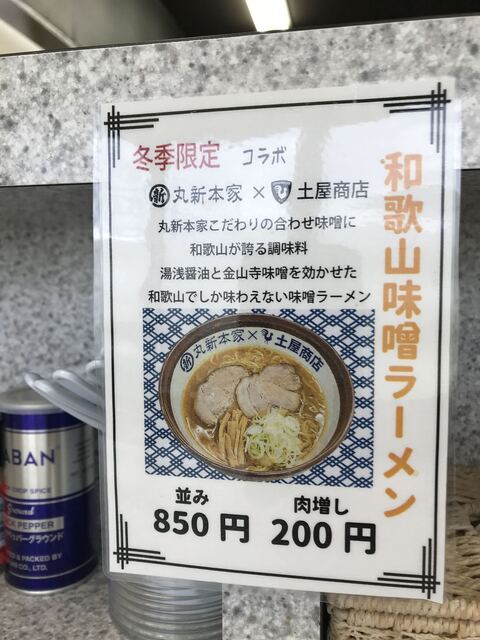 冬季限定 コラボ
新 丸新本家 × 土屋商店
丸新本家こだわりの合わせ味噌に
和歌山が誇る調味料
湯浅醤油と金山寺味噌を効かせた
和歌山でしか味わえない味噌ラーメン
和歌山味噌ラーメン
新 丸新本家×土屋商店
並み 肉増し
850円 200円
ABAN
CK PEPPER